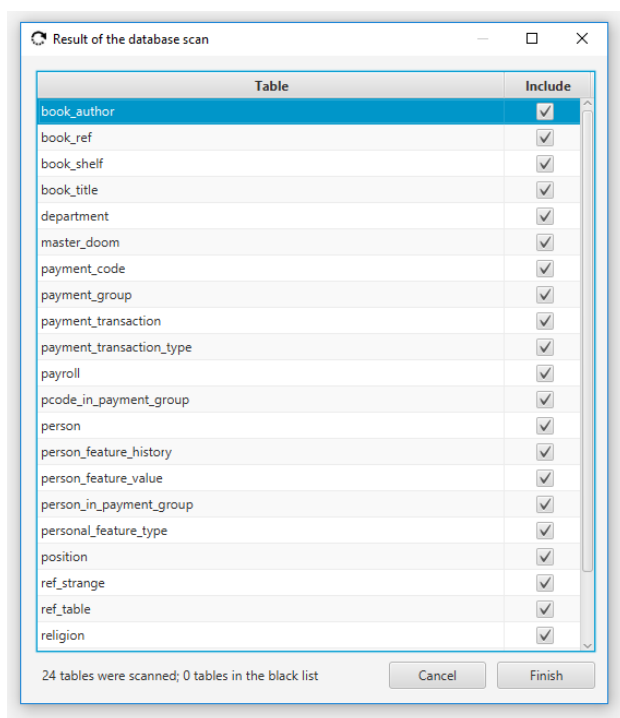 Result of the database scan
Table Include
book_author
book_ref
book_shelf
book_title
department
master_doom
payment_code
payment_group
payment_transaction
payment_transaction_type
payroll
pcode_in_payment_group
person
person_feature_history
person_feature_value
person_in_payment_group
personal_feature_type
position
ref_strange
ref_table
religion
24 tables were scanned; 0 tables in the black list Cancel Finish